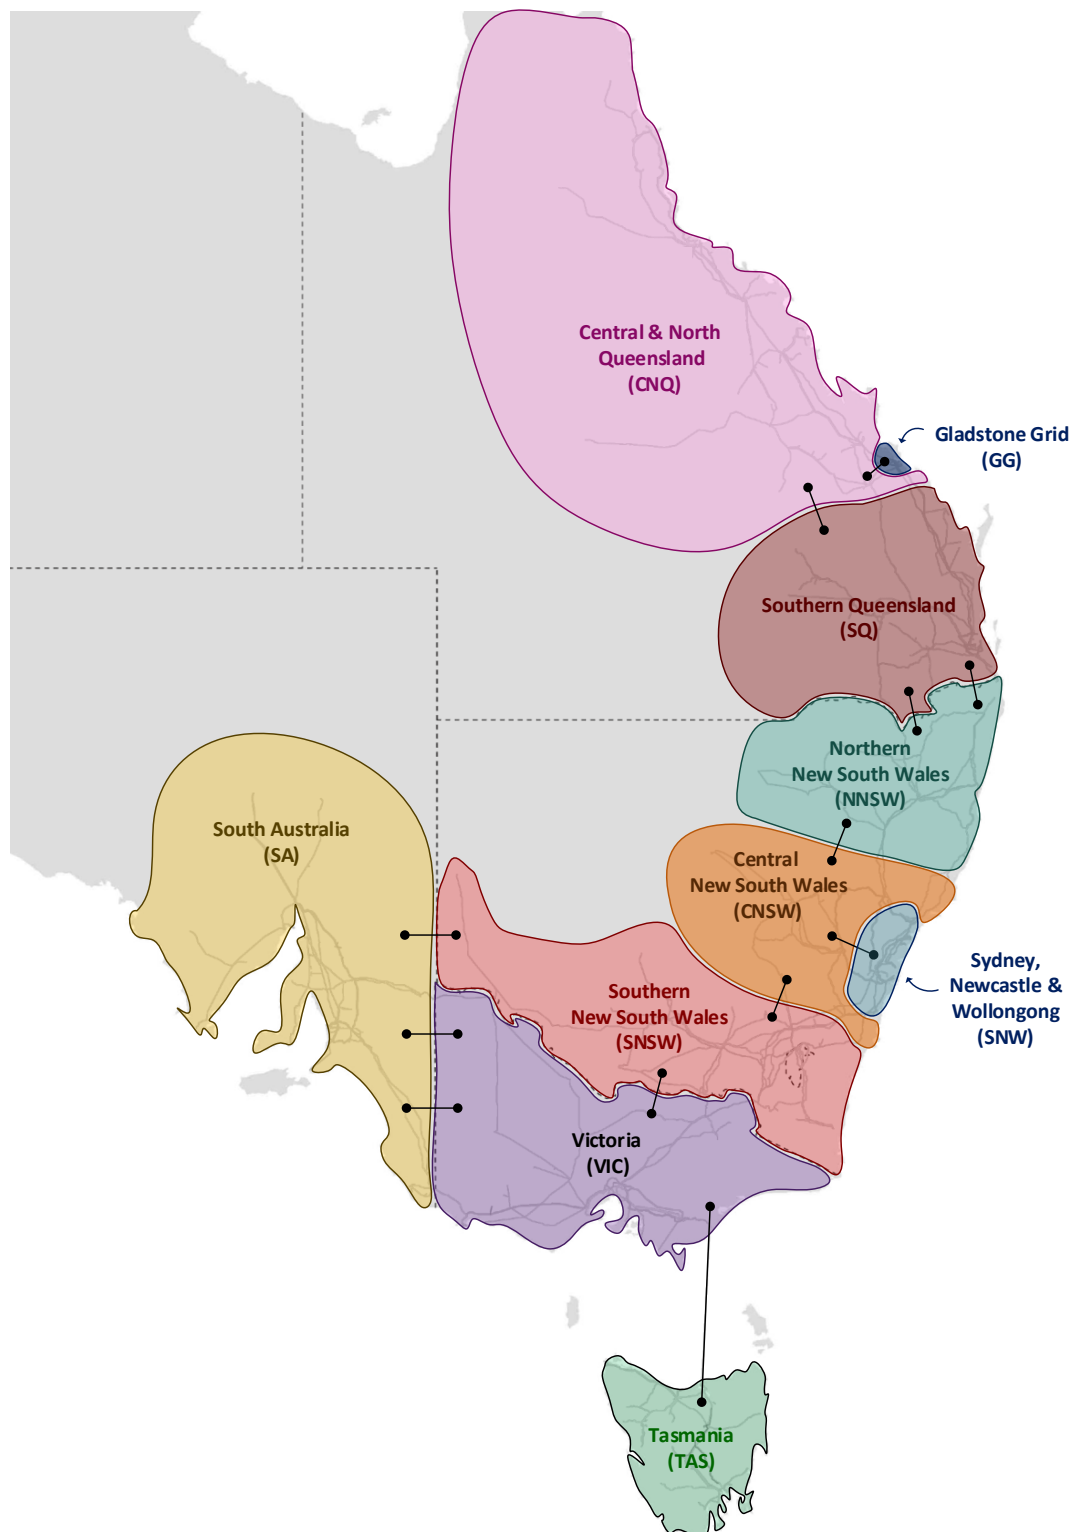 Central & North
Queensland
(CNQ)
Gladstone Grid
(GG)
Southern Queensland
(SQ)
Northern
New South Wales
(NNSW)
South Australia
(SA)
Central
New South Wales
(CNSW)
Sydney,
Newcastle &
Wollongong
(SNW)
Southern
New South Wales
(SNSW)
Victoria
(VIC)
Tasmania
(TAS)